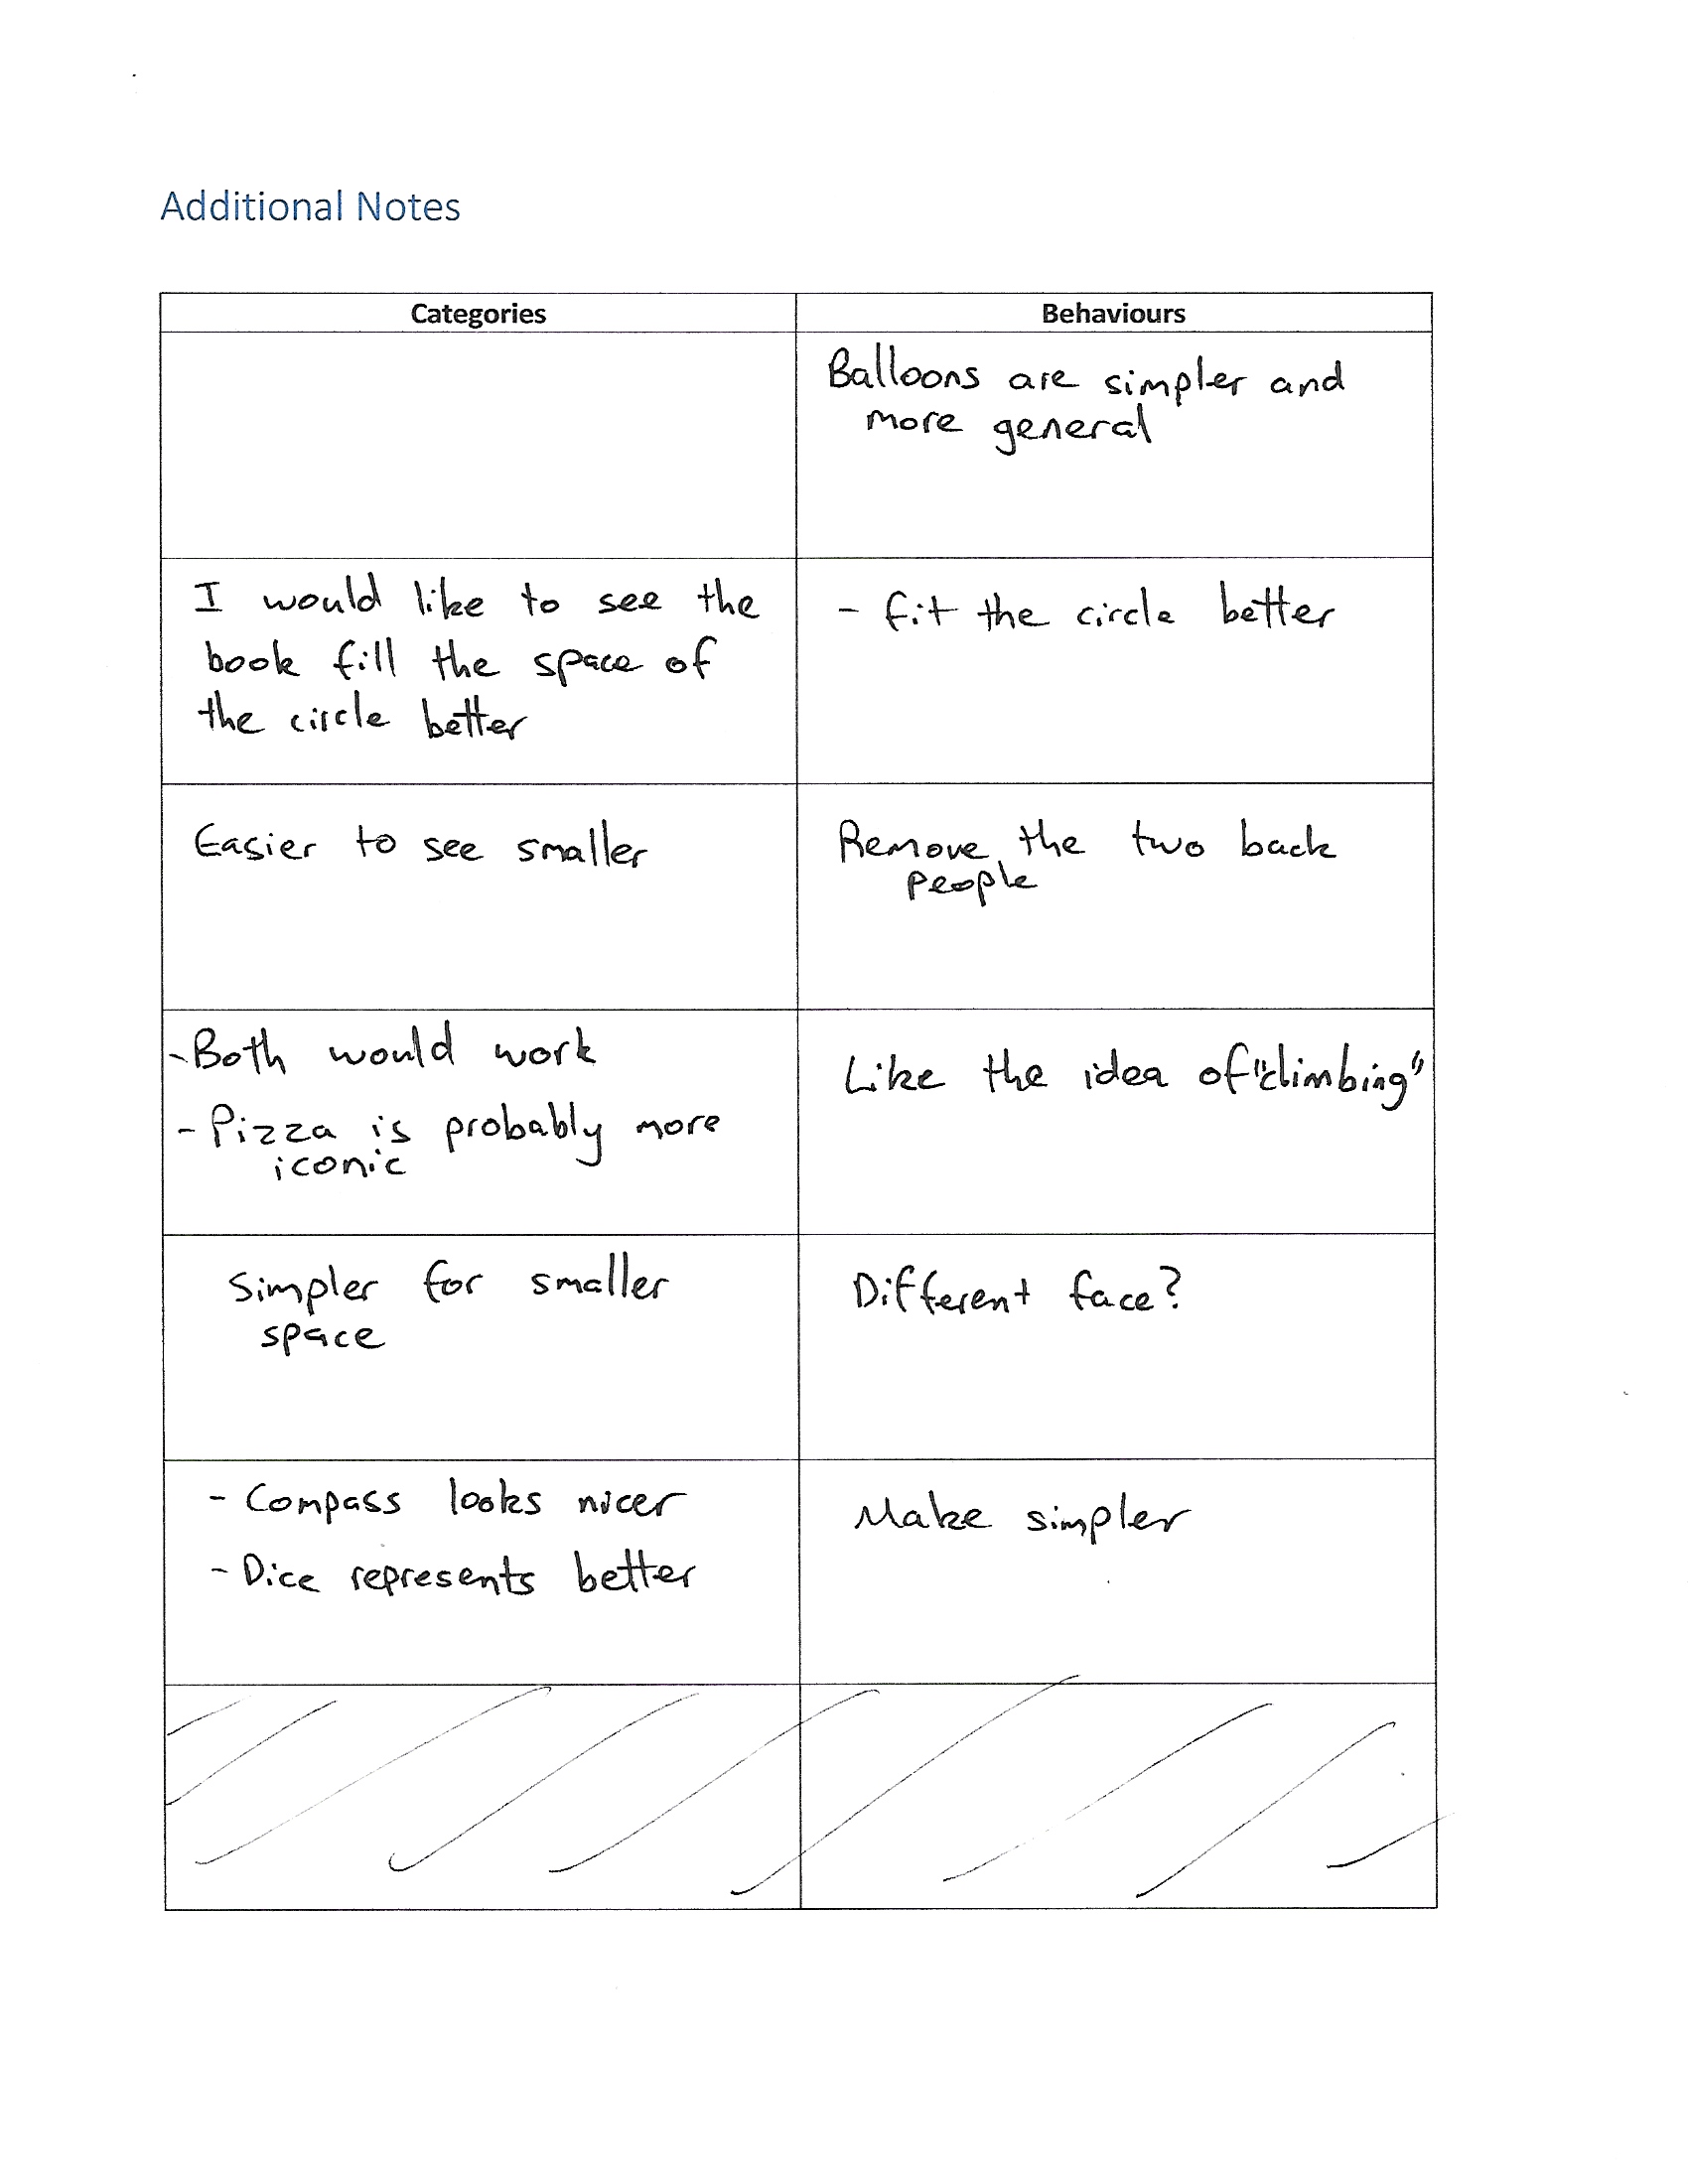 Additional Notes
Categories
Behaviours
Balloons are simpler and
more general
I would like to see the
book fill the space of
the circle better
- fit the circle better
Easier to see smaller
Remove the two back
people
- Both would work
- Pizza is probably more
iconic
Like the idea of "climbing"
Simpler for smaller
space
Different face?
- Compass looks nicer
- Dice represents better
Make simpler